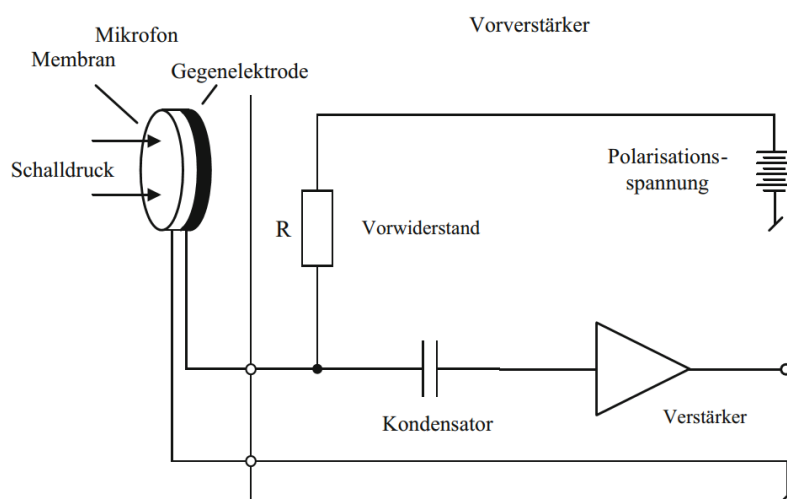 Vorverstärker
Mikrofon
Membran
Gegenelektrode
Schalldruck
Polarisations-
spannung
R
Vorwiderstand
Kondensator
Verstärker